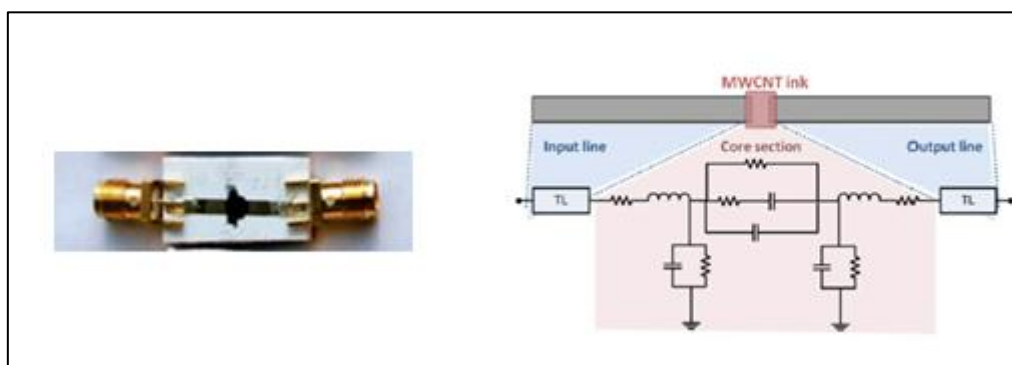 MWCNT ink
Input line
Core section
Output line
TL
TL